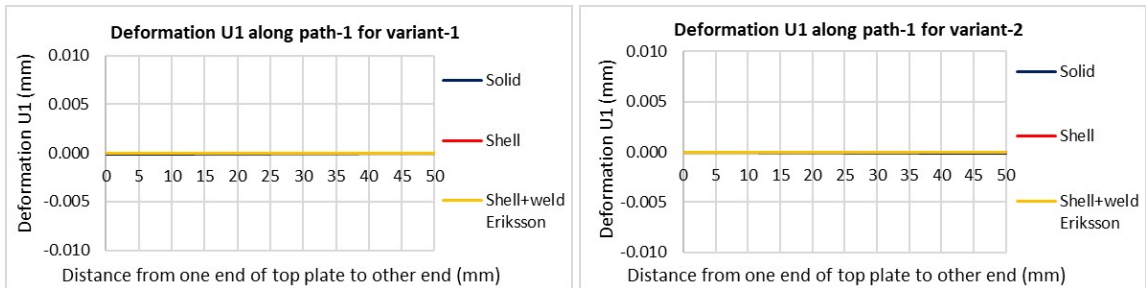 Deformation U1 along path-1 for variant-1
Deformation U1 (mm)
0.010
0.005
0.000
-0.005
-0.010
0 5 10 15 20 25 30 35 40 45 50
Distance from one end of top plate to other end (mm)
Solid
Shell
Shell+weld
Eriksson
Deformation U1 along path-1 for variant-2
Deformation U1 (mm)
0.010
0.005
0.000
-0.005
-0.010
0 5 10 15 20 25 30 35 40 45 50
Distance from one end of top plate to other end (mm)
Solid
Shell
Shell+weld
Eriksson